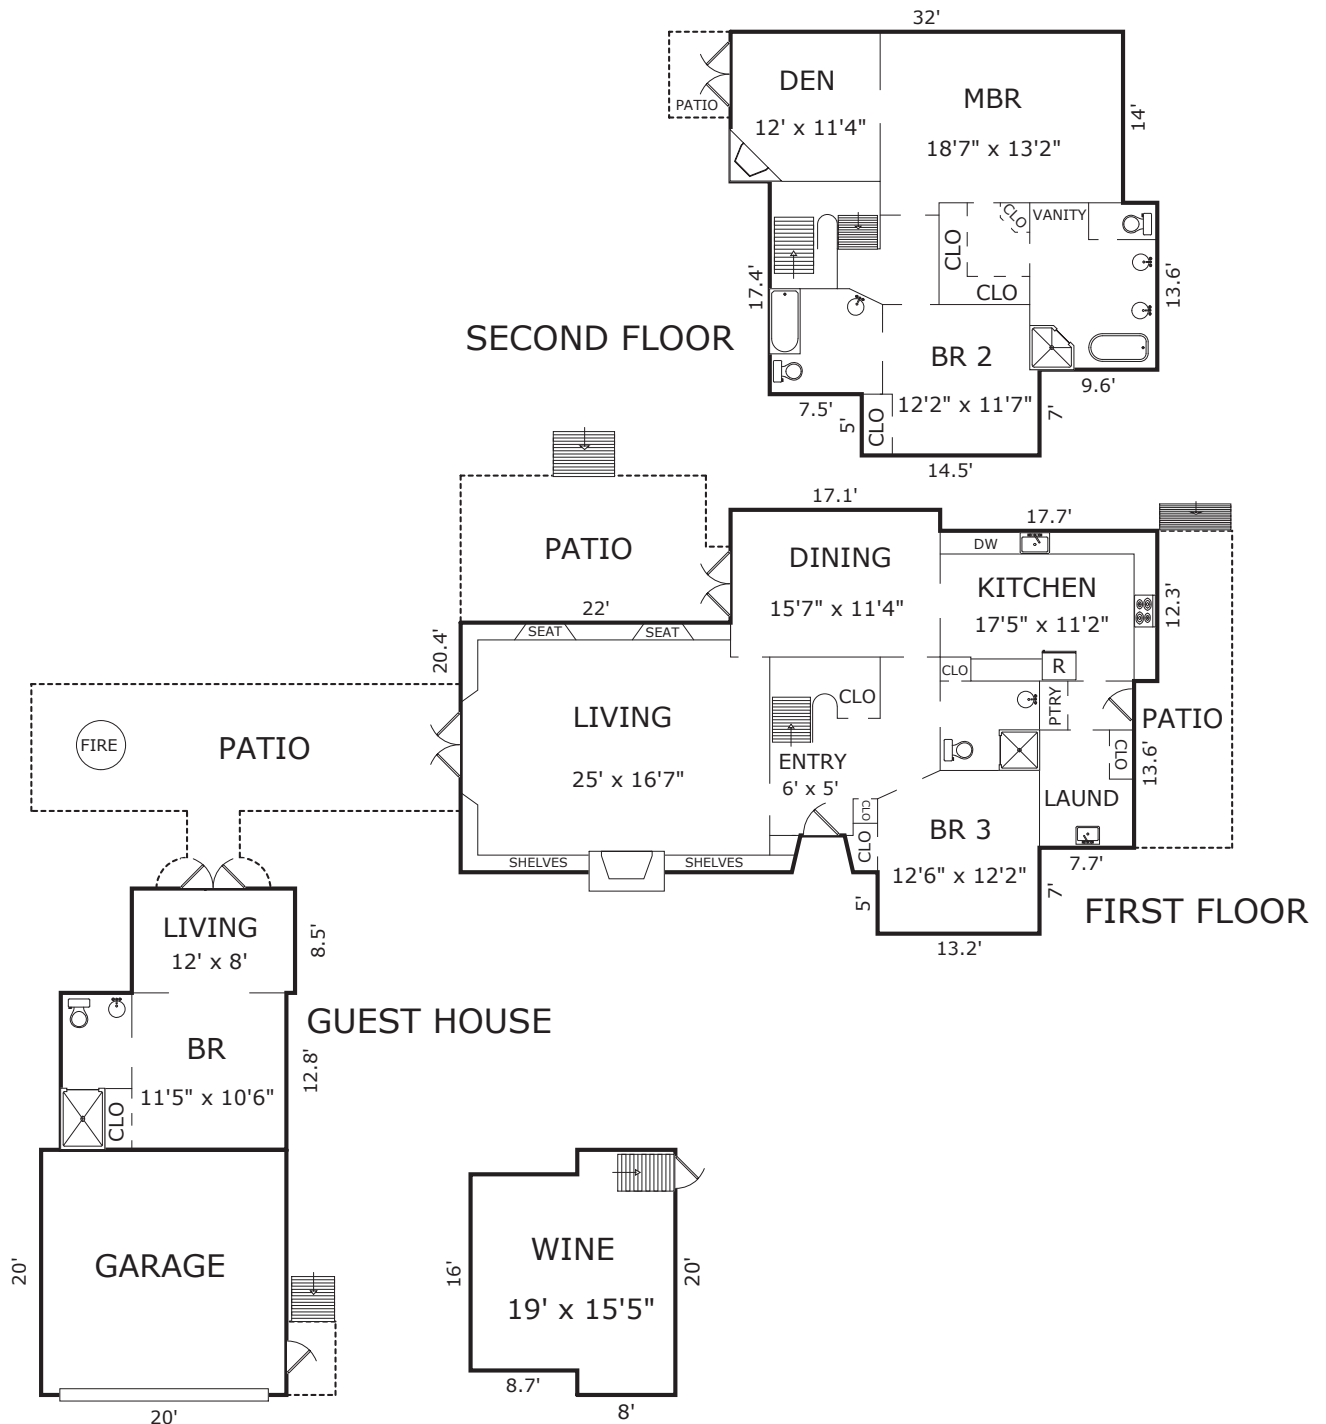 32'
DEN
12' x 11'4"
PATIO
MBR
18'7" x 13'2"
14'
CLO
VANITY
CLO
CLO
17.4'
13.6'
SECOND FLOOR
BR 2
12'2" x 11'7"
9.6'
7.5'
5'
CLO
7'
14.5'
17.1'
17.7'
PATIO
DINING
15'7" x 11'4"
DW
KITCHEN
17'5" x 11'2"
12.3'
22'
SEAT
SEAT
20.4'
R
CLO
CLO
PTRY
PATIO
LIVING
25' x 16'7"
FIRE
PATIO
ENTRY
6' x 5'
CLO
13.6'
LAUND
CLO
CLO
BR 3
12'6" x 12'2"
SHELVES
SHELVES
7.7'
5'
7'
FIRST FLOOR
13.2'
LIVING
12' x 8'
8.5'
GUEST HOUSE
BR
11'5" x 10'6"
12.8'
CLO
GARAGE
20'
20'
WINE
19' x 15'5"
16'
20'
8.7'
8'